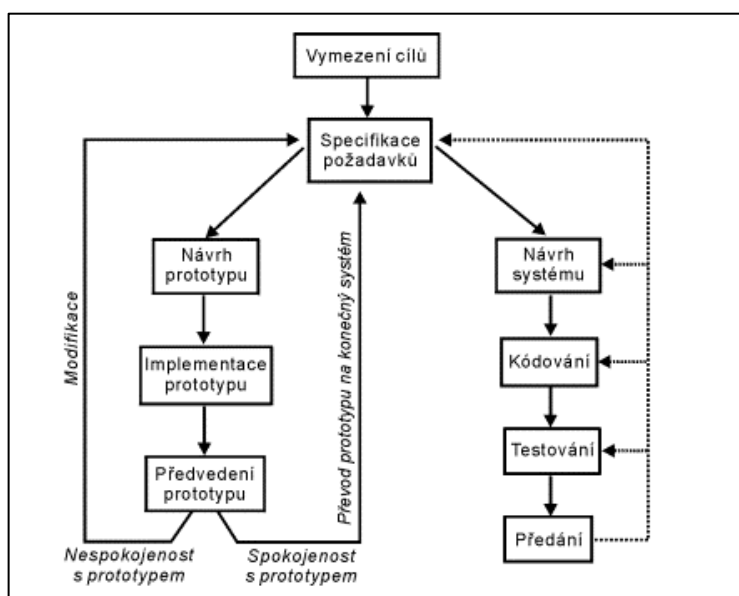 Vymezení cílů
Specifikace
požadavků
Návrh
prototypu
Implementace
prototypu
Předvedení
prototypu
Modifikace
Nespokojenost
s prototypem
Spokojenost
s prototypem
Převod prototypu na konečný systém
Návrh
systému
Kódování
Testování
Předání